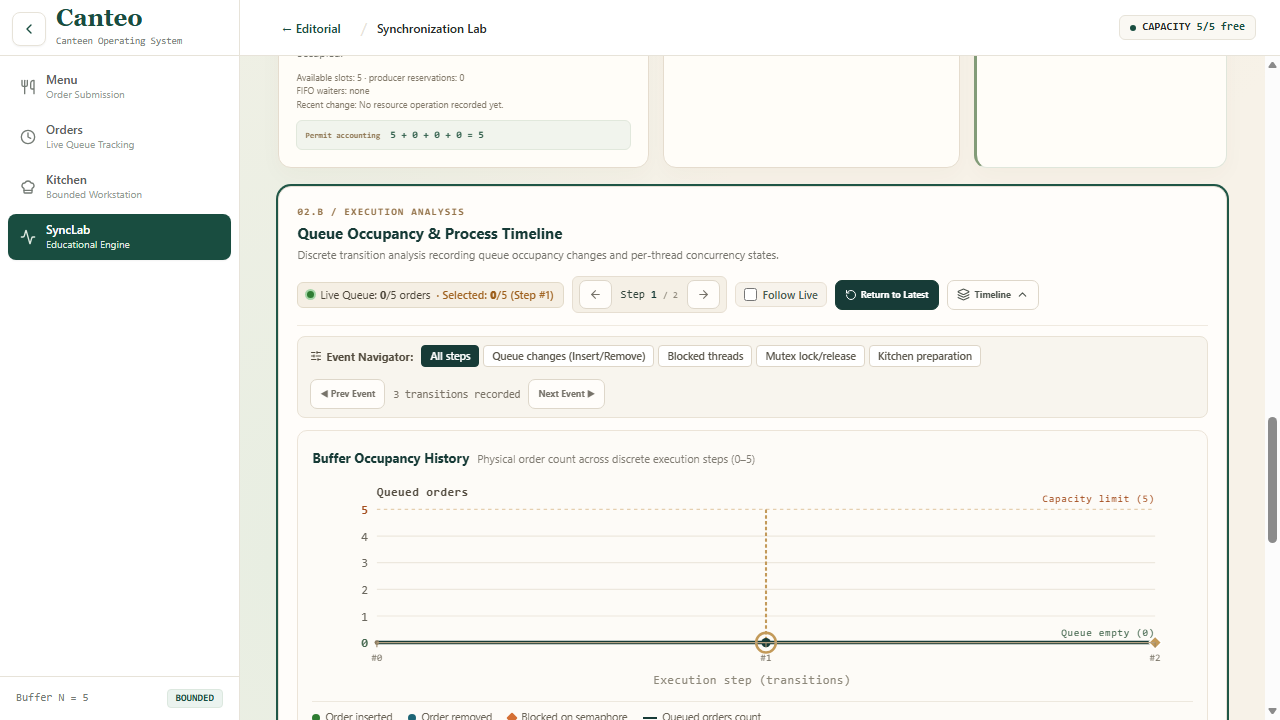 Canteo
Canteen Operating System
← Editorial / Synchronization Lab
CAPACITY 5/5 free
Menu
Order Submission
Orders
Live Queue Tracking
Kitchen
Bounded Workstation
SyncLab
Educational Engine
Buffer N = 5
BOUNDED
Available slots: 5 · producer reservations: 0
FIFO waiters: none
Recent change: No resource operation recorded yet.
Permit accounting 5 + 0 + 0 + 0 = 5
02.B / EXECUTION ANALYSIS
Queue Occupancy & Process Timeline
Discrete transition analysis recording queue occupancy changes and per-thread concurrency states.
Live Queue: 0/5 orders · Selected: 0/5 (Step #1)
← Step 1 / 2 →
Follow Live
Return to Latest
Timeline
Event Navigator:
All steps
Queue changes (Insert/Remove)
Blocked threads
Mutex lock/release
Kitchen preparation
◀ Prev Event
3 transitions recorded
Next Event ▶
Buffer Occupancy History Physical order count across discrete execution steps (0–5)
Queued orders
Capacity limit (5)
5
4
3
2
1
Queue empty (0)
0
#0 #1 #2
Execution step (transitions)
Order inserted Order removed Blocked on semaphore Queued orders count